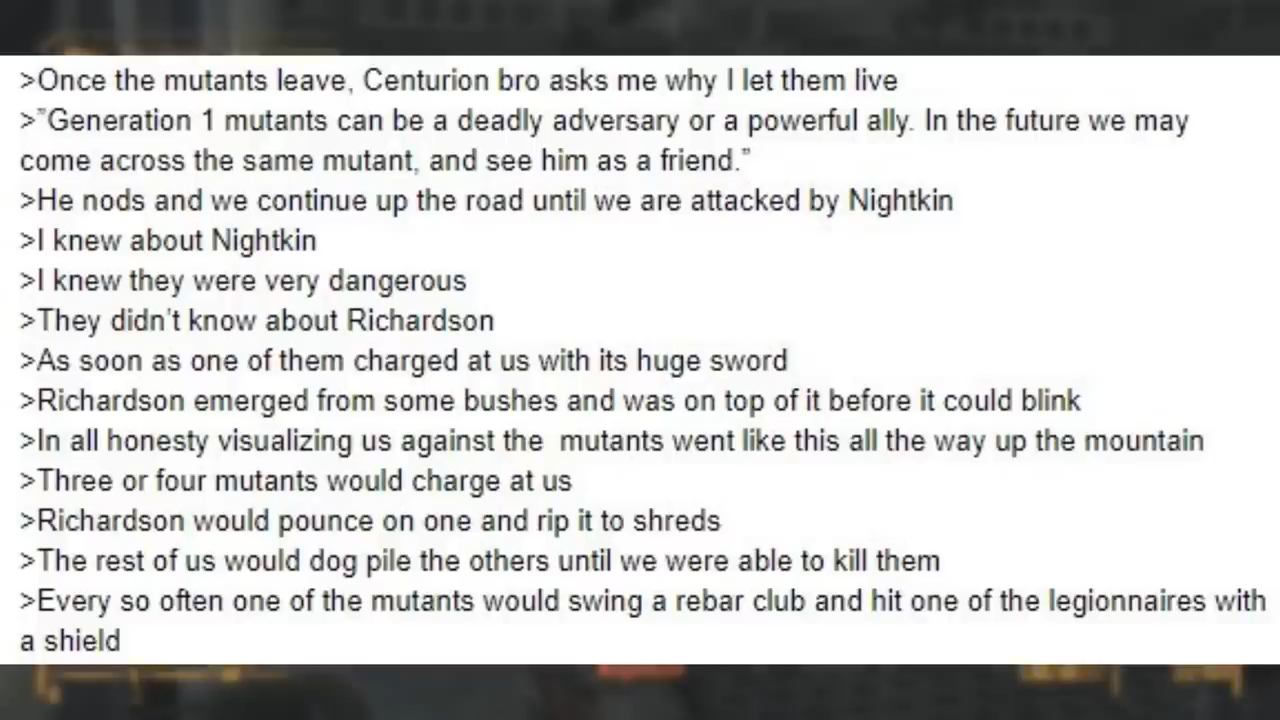 >Once the mutants leave, Centurion bro asks me why I let them live
>"Generation 1 mutants can be a deadly adversary or a powerful ally. In the future we may
come across the same mutant, and see him as a friend."
>He nods and we continue up the road until we are attacked by Nightkin
>I knew about Nightkin
>I knew they were very dangerous
>They didn't know about Richardson
>As soon as one of them charged at us with its huge sword
>Richardson emerged from some bushes and was on top of it before it could blink
>In all honesty visualizing us against the  mutants went like this all the way up the mountain
>Three or four mutants would charge at us
>Richardson would pounce on one and rip it to shreds
>The rest of us would dog pile the others until we were able to kill them
>Every so often one of the mutants would swing a rebar club and hit one of the legionnaires with
a shield